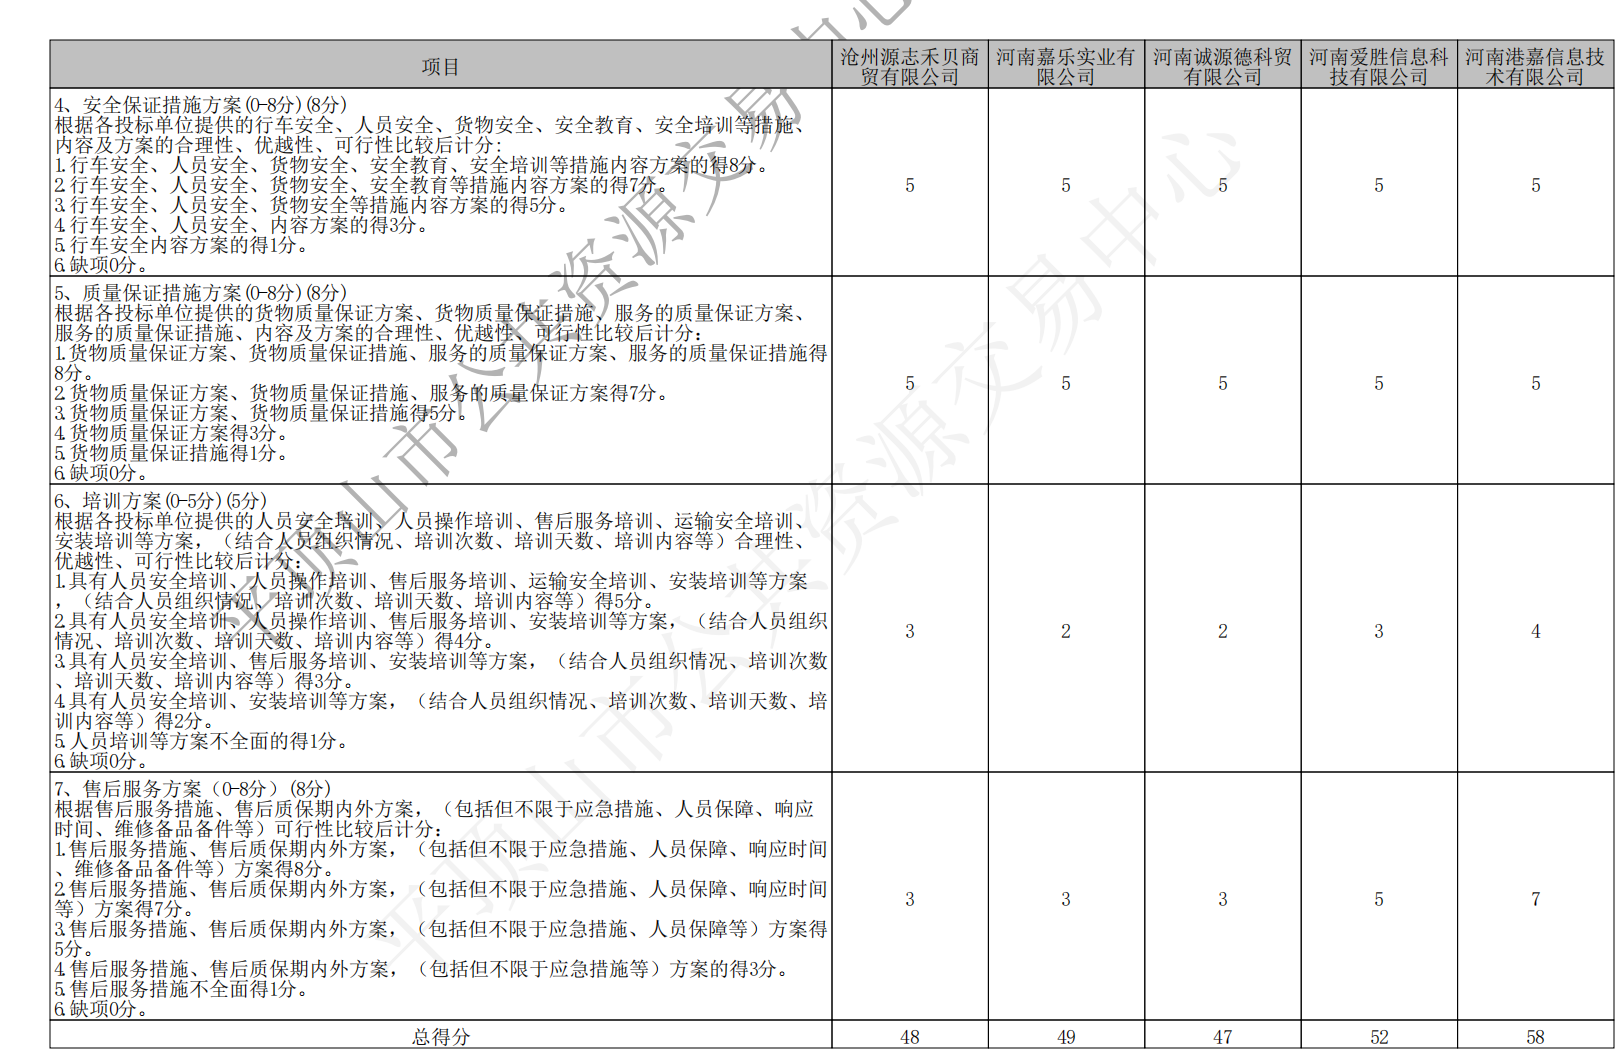 项目
沧州源志禾贝商
贸有限公司
河南嘉乐实业有
限公司
河南诚源德科贸
有限公司
河南爱胜信息科
技有限公司
河南港嘉信息技
术有限公司
4、安全保证措施方案(0-8分)(8分)
根据各投标单位提供的行车安全、人员安全、货物安全、安全教育、安全培训等措施、
内容及方案的合理性、优越性、可行性比较后计分:
1.行车安全、人员安全、货物安全、安全教育、安全培训等措施内容方案的得8分。
2.行车安全、人员安全、货物安全、安全教育等措施内容方案的得7分。
3.行车安全、人员安全、货物安全等措施内容方案的得5分。
4.行车安全、人员安全、内容方案的得3分。
5.行车安全内容方案的得1分。
6.缺项0分。
5 5 5 5 5
5、质量保证措施方案(0-8分)(8分)
根据各投标单位提供的货物质量保证方案、货物质量保证措施、服务的质量保证方案、
服务的质量保证措施、内容及方案的合理性、优越性、可行性比较后计分:
1.货物质量保证方案、货物质量保证措施、服务的质量保证方案、服务的质量保证措施得
8分。
2.货物质量保证方案、货物质量保证措施、服务的质量保证方案得7分。
3.货物质量保证方案、货物质量保证措施得5分。
4.货物质量保证方案得3分。
5.货物质量保证措施得1分。
6.缺项0分。
5 5 5 5 5
6、培训方案(0-5分)(5分)
根据各投标单位提供的人员安全培训、人员操作培训、售后服务培训、运输安全培训、
安装培训等方案，（结合人员组织情况、培训次数、培训天数、培训内容等）合理性、
优越性、可行性比较后计分:
1.具有人员安全培训、人员操作培训、售后服务培训、运输安全培训、安装培训等方案
，（结合人员组织情况、培训次数、培训天数、培训内容等）得5分。
2.具有人员安全培训、人员操作培训、售后服务培训、安装培训等方案，（结合人员组织
情况、培训次数、培训天数、培训内容等）得4分。
3.具有人员安全培训、售后服务培训、安装培训等方案，（结合人员组织情况、培训次数
、培训天数、培训内容等）得3分。
4.具有人员安全培训、安装培训等方案，（结合人员组织情况、培训次数、培训天数、培
训内容等）得2分。
5.人员培训等方案不全面的得1分。
6.缺项0分。
3 2 2 3 4
7、售后服务方案（0-8分）(8分)
根据售后服务措施、售后质保期内外方案，（包括但不限于应急措施、人员保障、响应
时间、维修备品备件等）可行性比较后计分:
1.售后服务措施、售后质保期内外方案，（包括但不限于应急措施、人员保障、响应时间
、维修备品备件等）方案得8分。
2.售后服务措施、售后质保期内外方案，（包括但不限于应急措施、人员保障、响应时间
等）方案得7分。
3.售后服务措施、售后质保期内外方案，（包括但不限于应急措施、人员保障等）方案得
5分。
4.售后服务措施、售后质保期内外方案，（包括但不限于应急措施等）方案的得3分。
5.售后服务措施不全面得1分。
6.缺项0分。
3 3 3 5 7
总得分 48 49 47 52 58
平顶山市公共资源交易中心
平顶山市公共资源交易中心